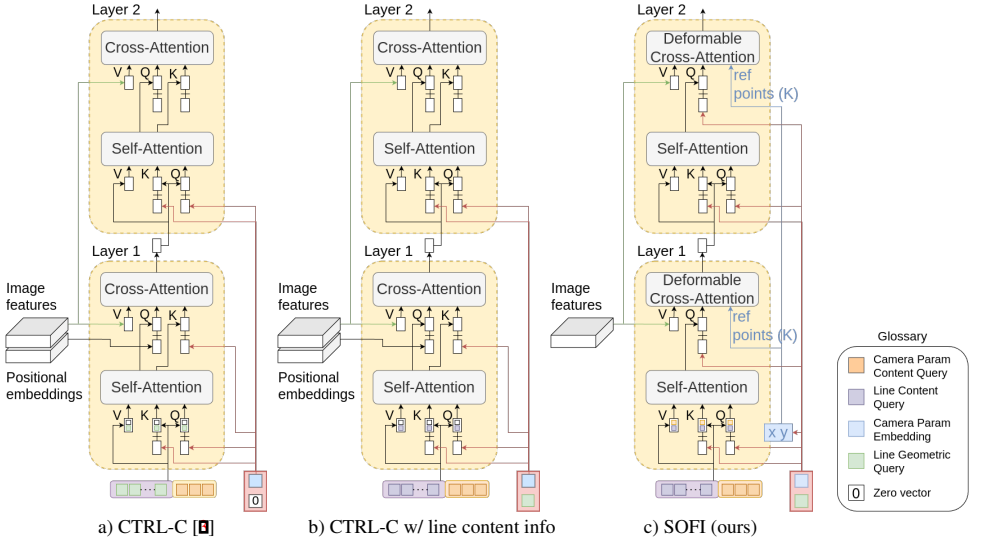 Layer 2
Cross-Attention
V Q K
Self-Attention
V K Q
Layer 1
Cross-Attention
Image
features
V Q K
Positional
embeddings
Self-Attention
V K Q
0
a) CTRL-C [6]
Layer 2
Cross-Attention
V Q K
Self-Attention
V K Q
Layer 1
Cross-Attention
Image
features
V Q K
Positional
embeddings
Self-Attention
V K Q
b) CTRL-C w/ line content info
Layer 2
Deformable
Cross-Attention
V Q
ref
points (K)
Self-Attention
V K Q
Layer 1
Deformable
Cross-Attention
Image
features
V Q
ref
points (K)
Self-Attention
V K Q
x y
c) SOFI (ours)
Glossary
Camera Param
Content Query
Line Content
Query
Camera Param
Embedding
Line Geometric
Query
0 Zero vector